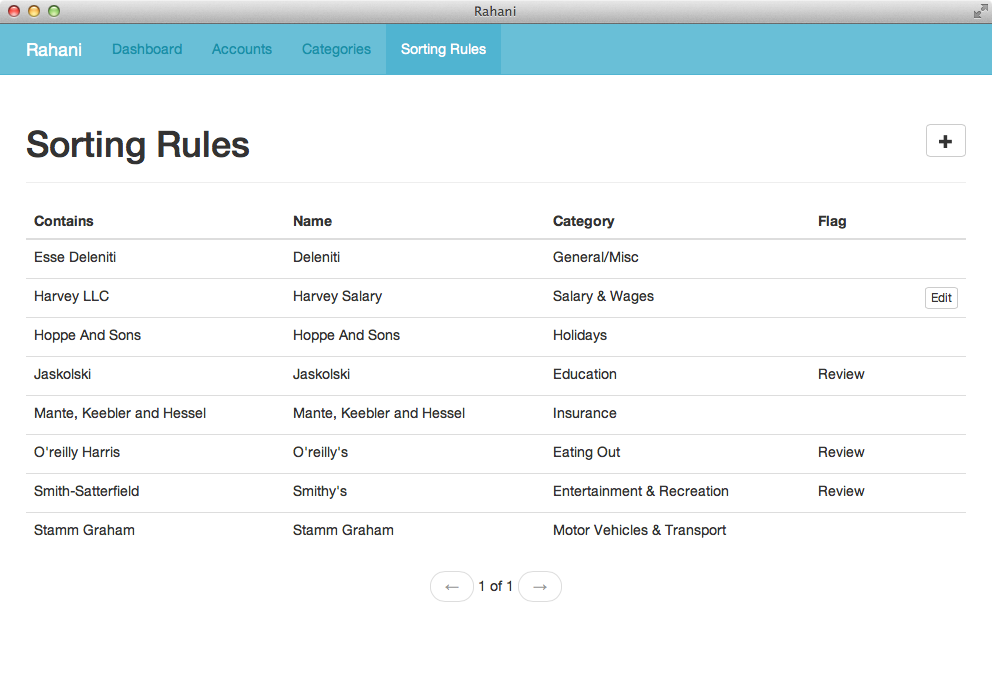 Rahani
Rahani Dashboard Accounts Categories Sorting Rules
Sorting Rules
Contains Name Category Flag
Esse Deleniti Deleniti General/Misc
Harvey LLC Harvey Salary Salary & Wages Edit
Hoppe And Sons Hoppe And Sons Holidays
Jaskolski Jaskolski Education Review
Mante, Keebler and Hessel Mante, Keebler and Hessel Insurance
O'reilly Harris O'reilly's Eating Out Review
Smith-Satterfield Smithy's Entertainment & Recreation Review
Stamm Graham Stamm Graham Motor Vehicles & Transport
← 1 of 1 →